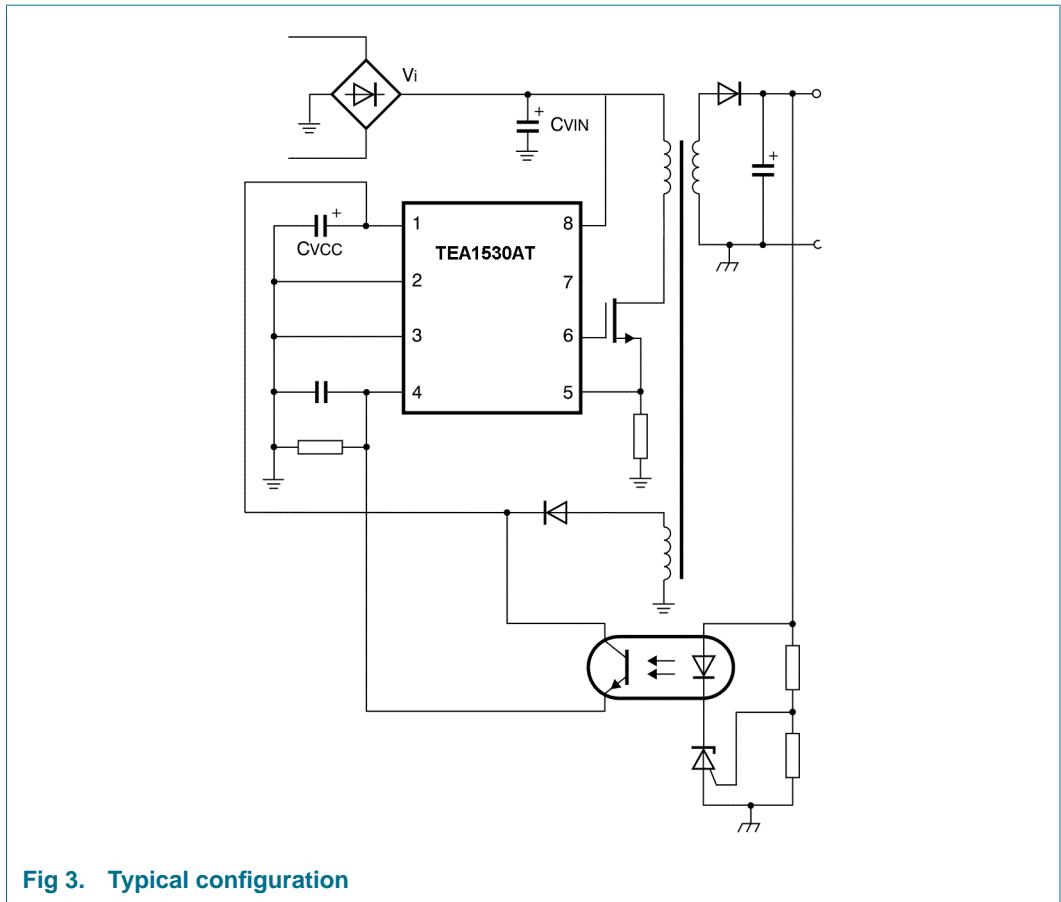 Vi
+
CVIN
+
+
CVCC
TEA1530AT
1
8
2
7
3
6
4
5
Fig 3. Typical configuration